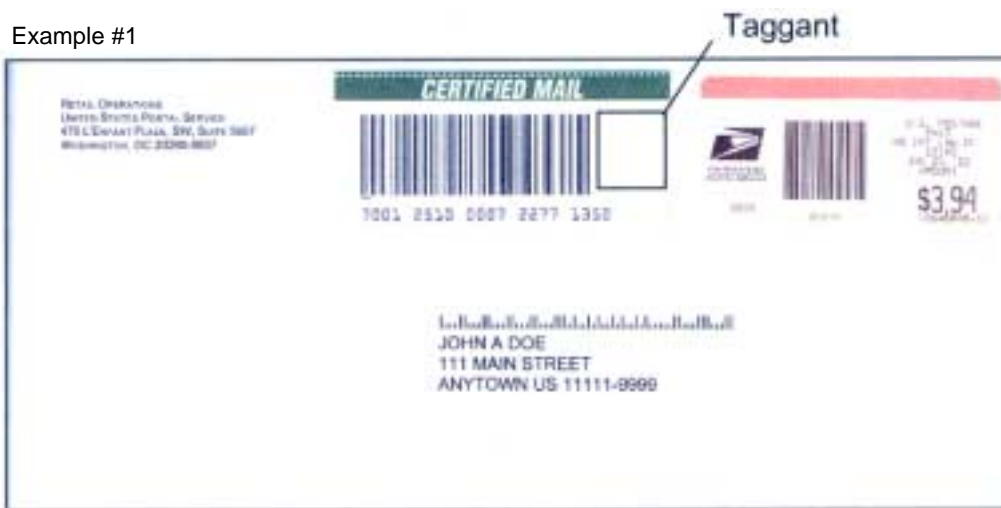 Example #1
Taggant
CERTIFIED MAIL
RETAIL OPERATIONS
UNITED STATES POSTAL SERVICE
475 L'ENFANT PLAZA, SW, SUITE
WASHINGTON, DC
7001 2510 0007 2277 1350
$3.94
JOHN A DOE
111 MAIN STREET
ANYTOWN US 11111-9999